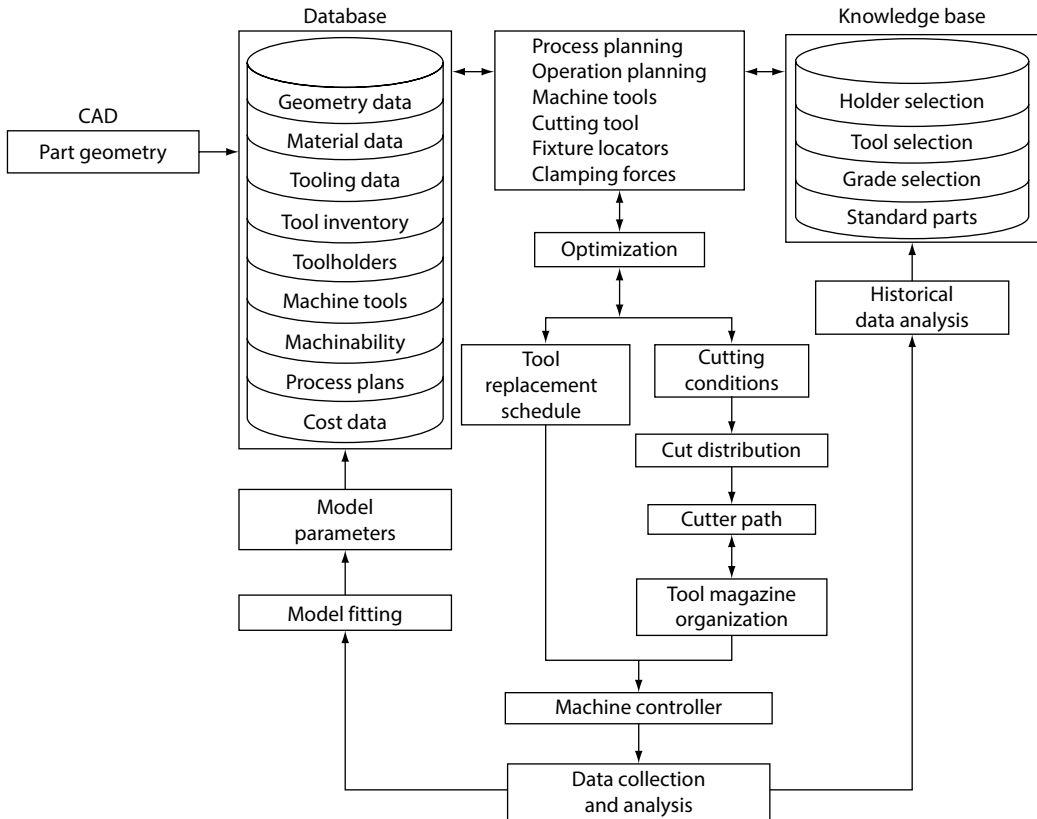 Database
Knowledge base
CAD
Part geometry
Geometry data
Material data
Tooling data
Tool inventory
Toolholders
Machine tools
Machinability
Process plans
Cost data
Process planning
Operation planning
Machine tools
Cutting tool
Fixture locators
Clamping forces
Holder selection
Tool selection
Grade selection
Standard parts
Optimization
Historical
data analysis
Tool
replacement
schedule
Cutting
conditions
Cut distribution
Cutter path
Tool magazine
organization
Model
parameters
Model fitting
Machine controller
Data collection
and analysis